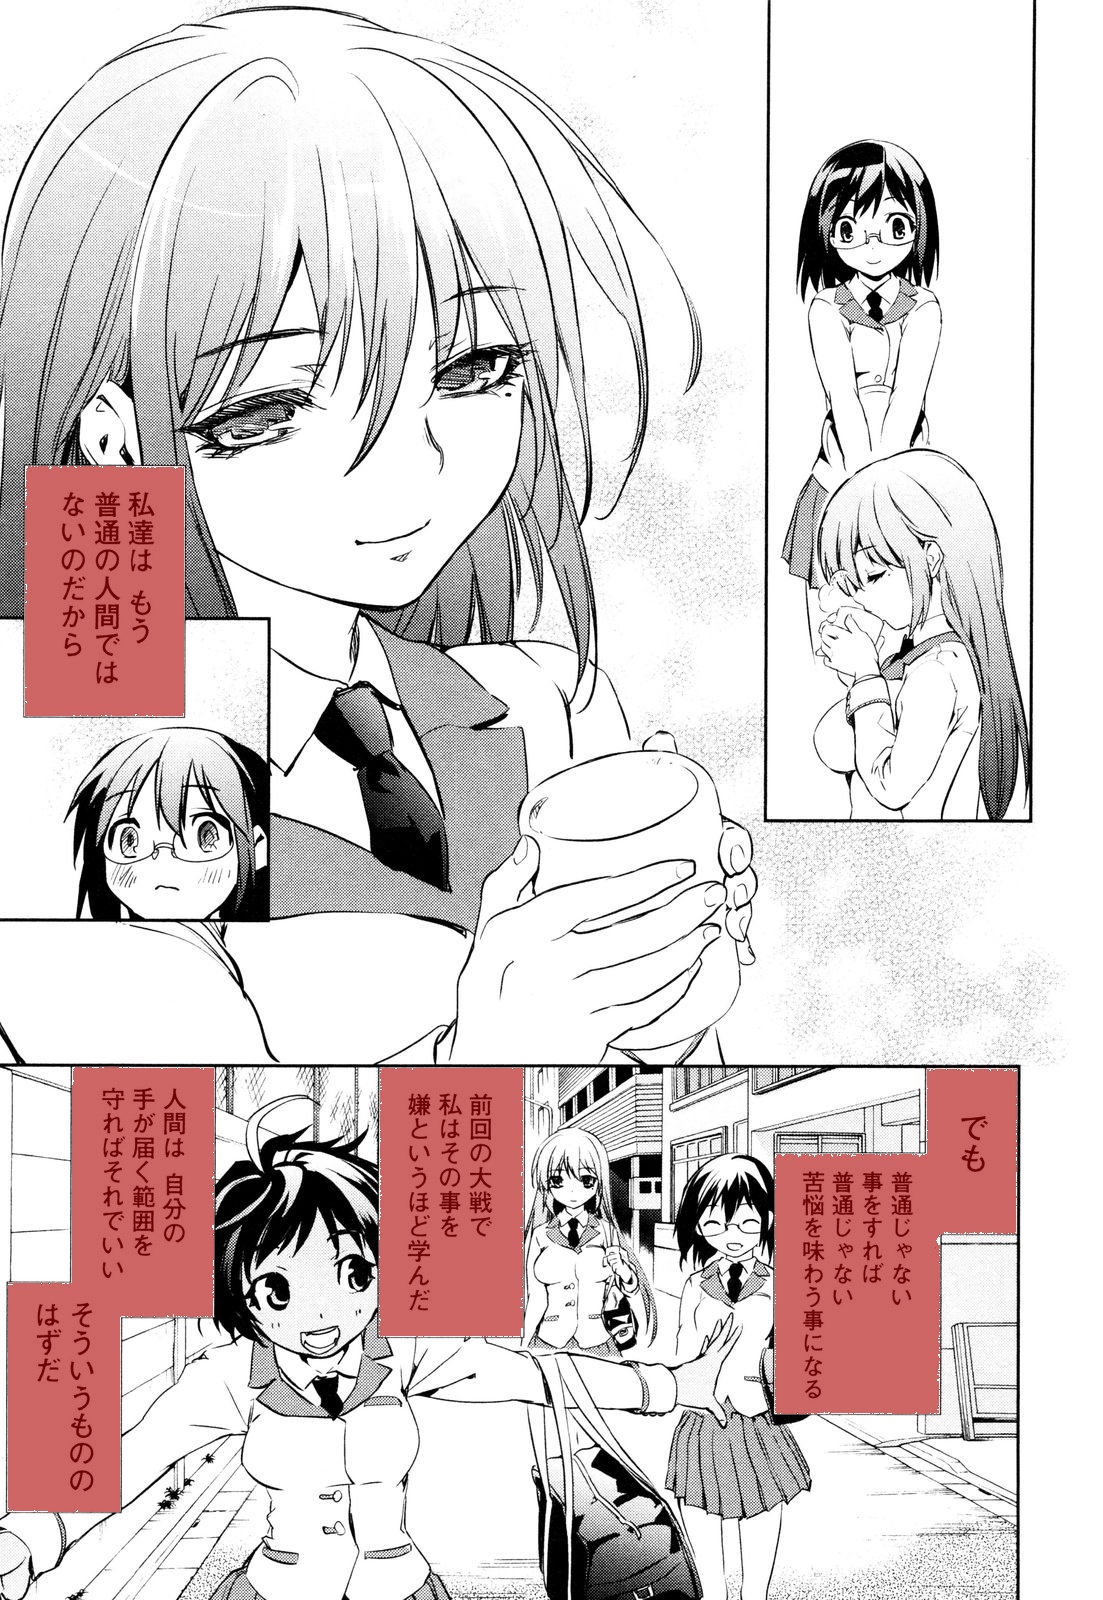 私達は もう
普通の人間では
ないのだから
でも
普通じゃない
事をすれば
普通じゃない
苦悩を味わう事になる
前回の大戦で
私はその事を
嫌というほど学んだ
人間は 自分の
手が届く範囲を
守ればそれでいい
そういうものの
はずだ